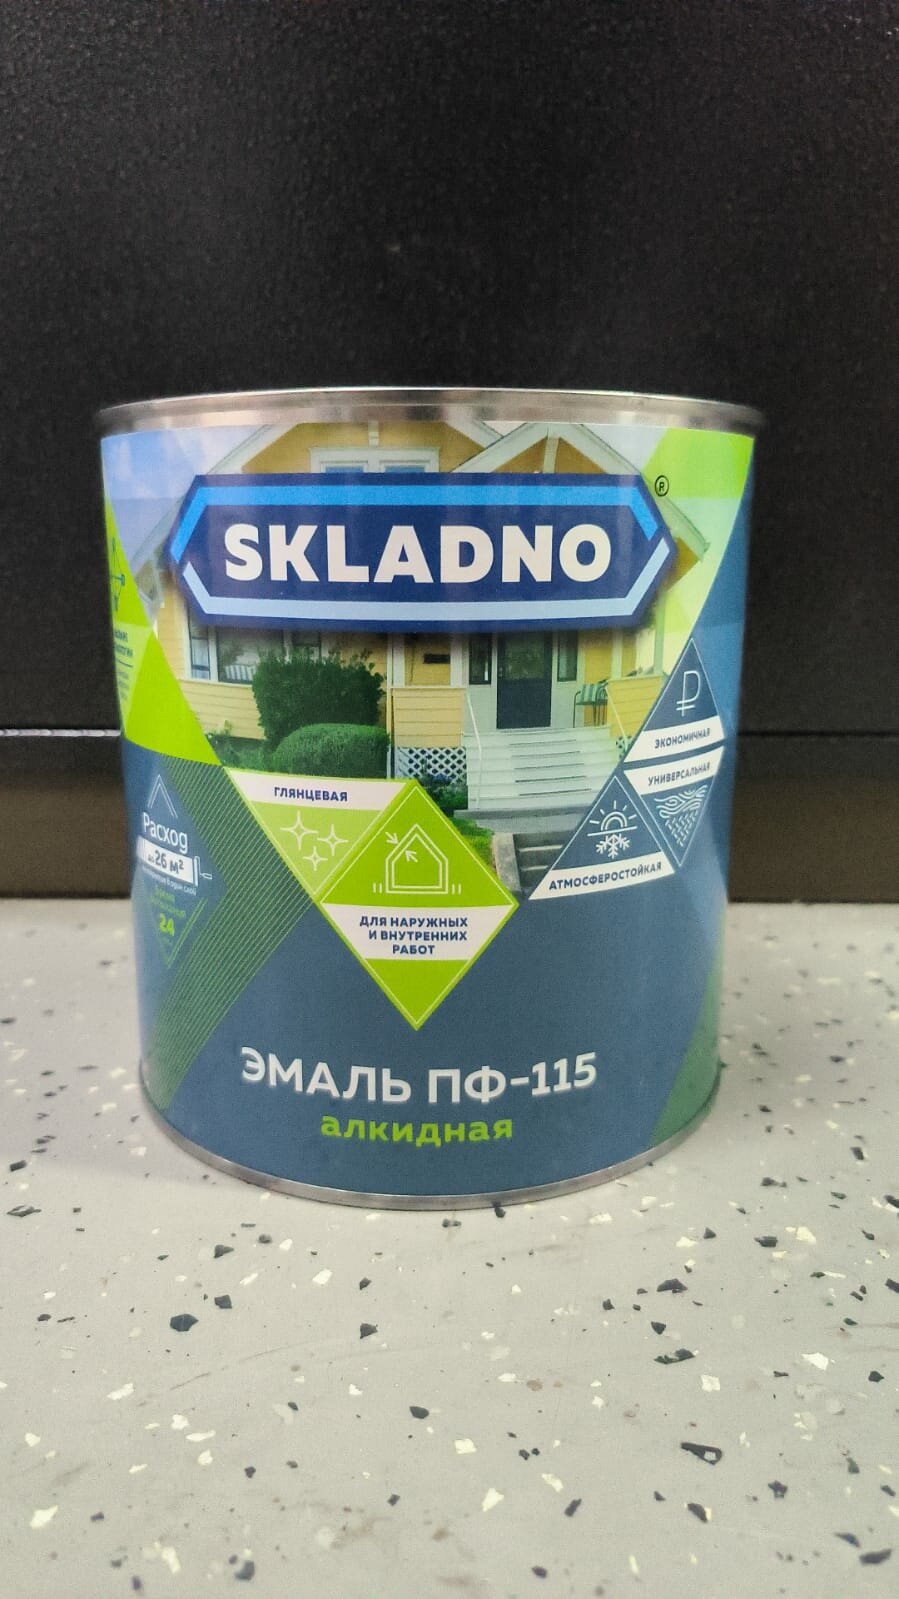 SKLADNO
®
ЭКОНОМИЧНАЯ
УНИВЕРСАЛЬНАЯ
ГЛЯНЦЕВАЯ
АТМОСФЕРОСТОЙКАЯ
Расход
до 26 м²
24
ДЛЯ НАРУЖНЫХ
И ВНУТРЕННИХ
РАБОТ
ЭМАЛЬ ПФ-115
алкидная